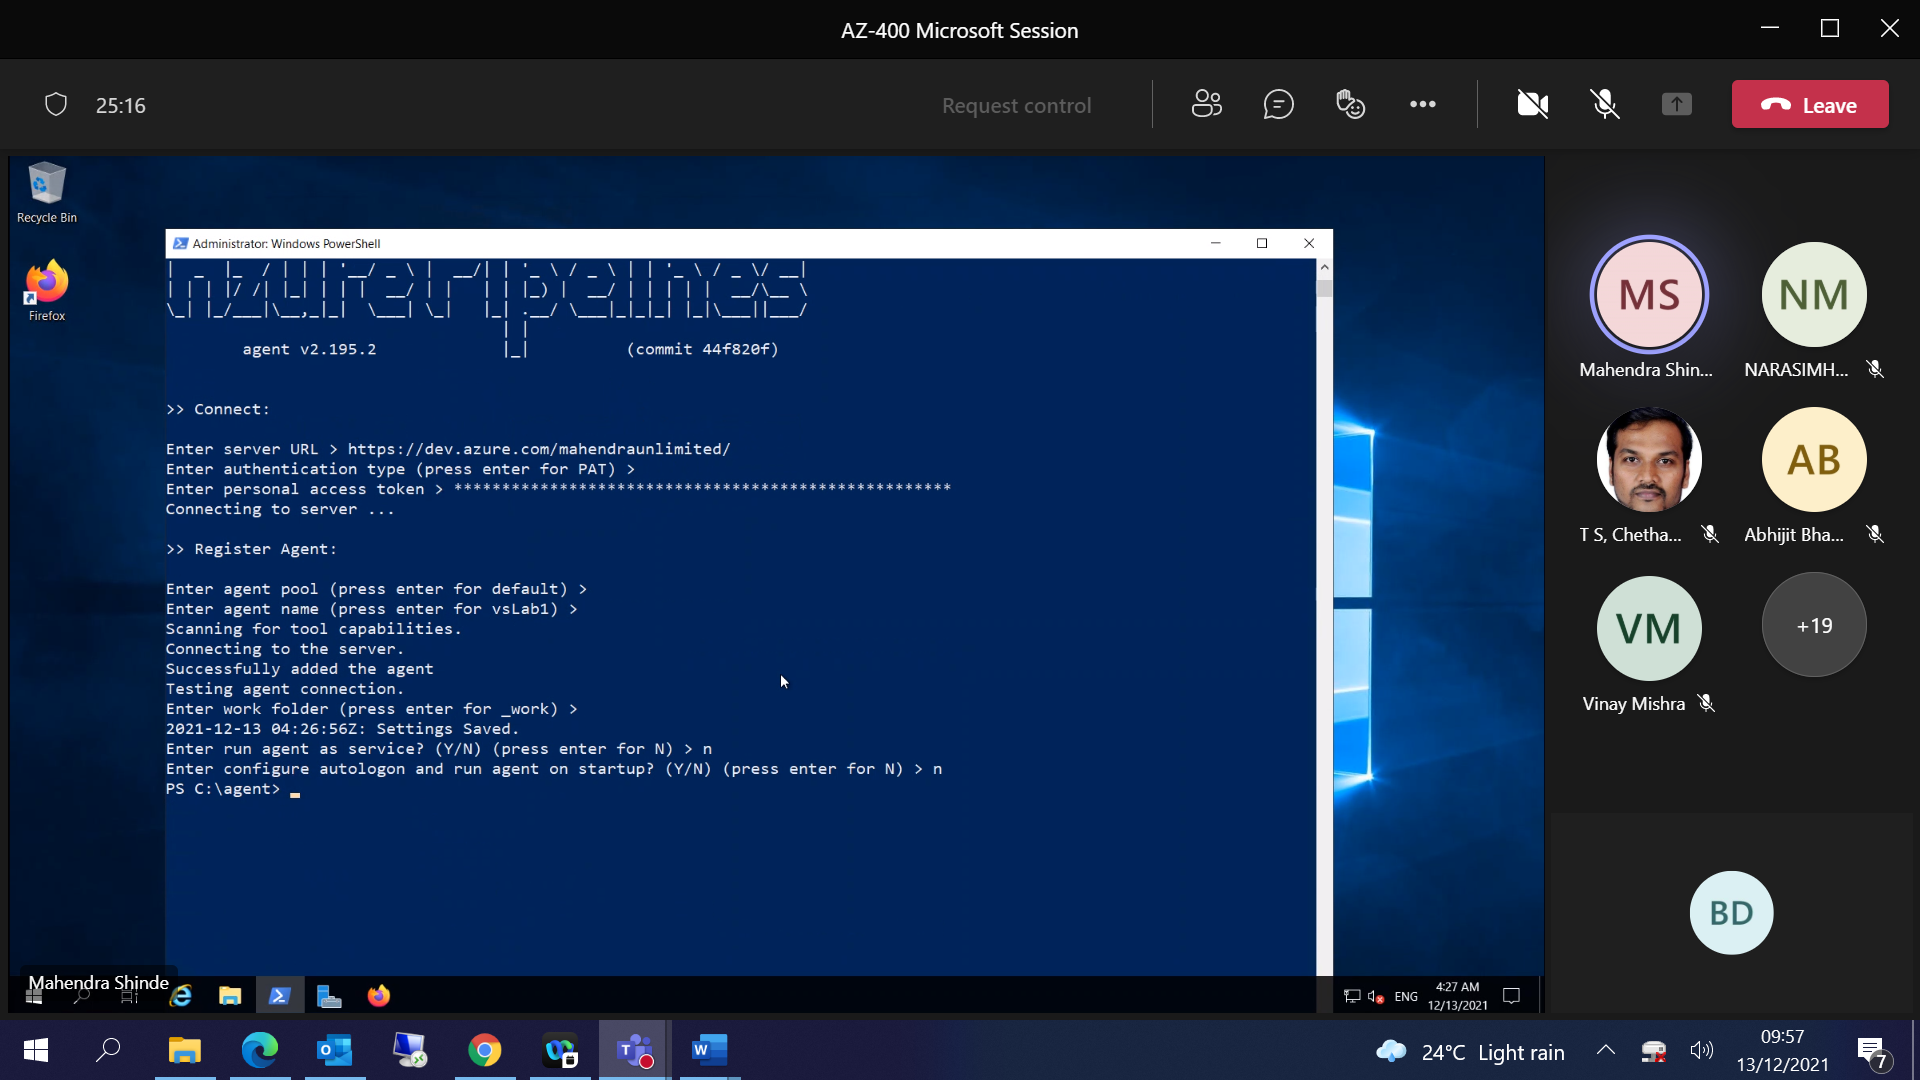 AZ-400 Microsoft Session
25:16
Request control
Leave
Recycle Bin
Firefox
Administrator: Windows PowerShell
agent v2.195.2 (commit 44f820f)
>> Connect:
Enter server URL > https://dev.azure.com/mahendraunlimited/
Enter authentication type (press enter for PAT) >
Enter personal access token > ****************************************************
Connecting to server ...
>> Register Agent:
Enter agent pool (press enter for default) >
Enter agent name (press enter for vsLab1) >
Scanning for tool capabilities.
Connecting to the server.
Successfully added the agent
Testing agent connection.
Enter work folder (press enter for _work) >
2021-12-13 04:26:56Z: Settings Saved.
Enter run agent as service? (Y/N) (press enter for N) > n
Enter configure autologon and run agent on startup? (Y/N) (press enter for N) > n
PS C:\agent>
MS
NM
Mahendra Shin...
NARASIMH...
AB
T S, Chetha...
Abhijit Bha...
VM
+19
Vinay Mishra
BD
Mahendra Shinde
ENG
4:27 AM
12/13/2021
24°C Light rain
09:57
13/12/2021
7